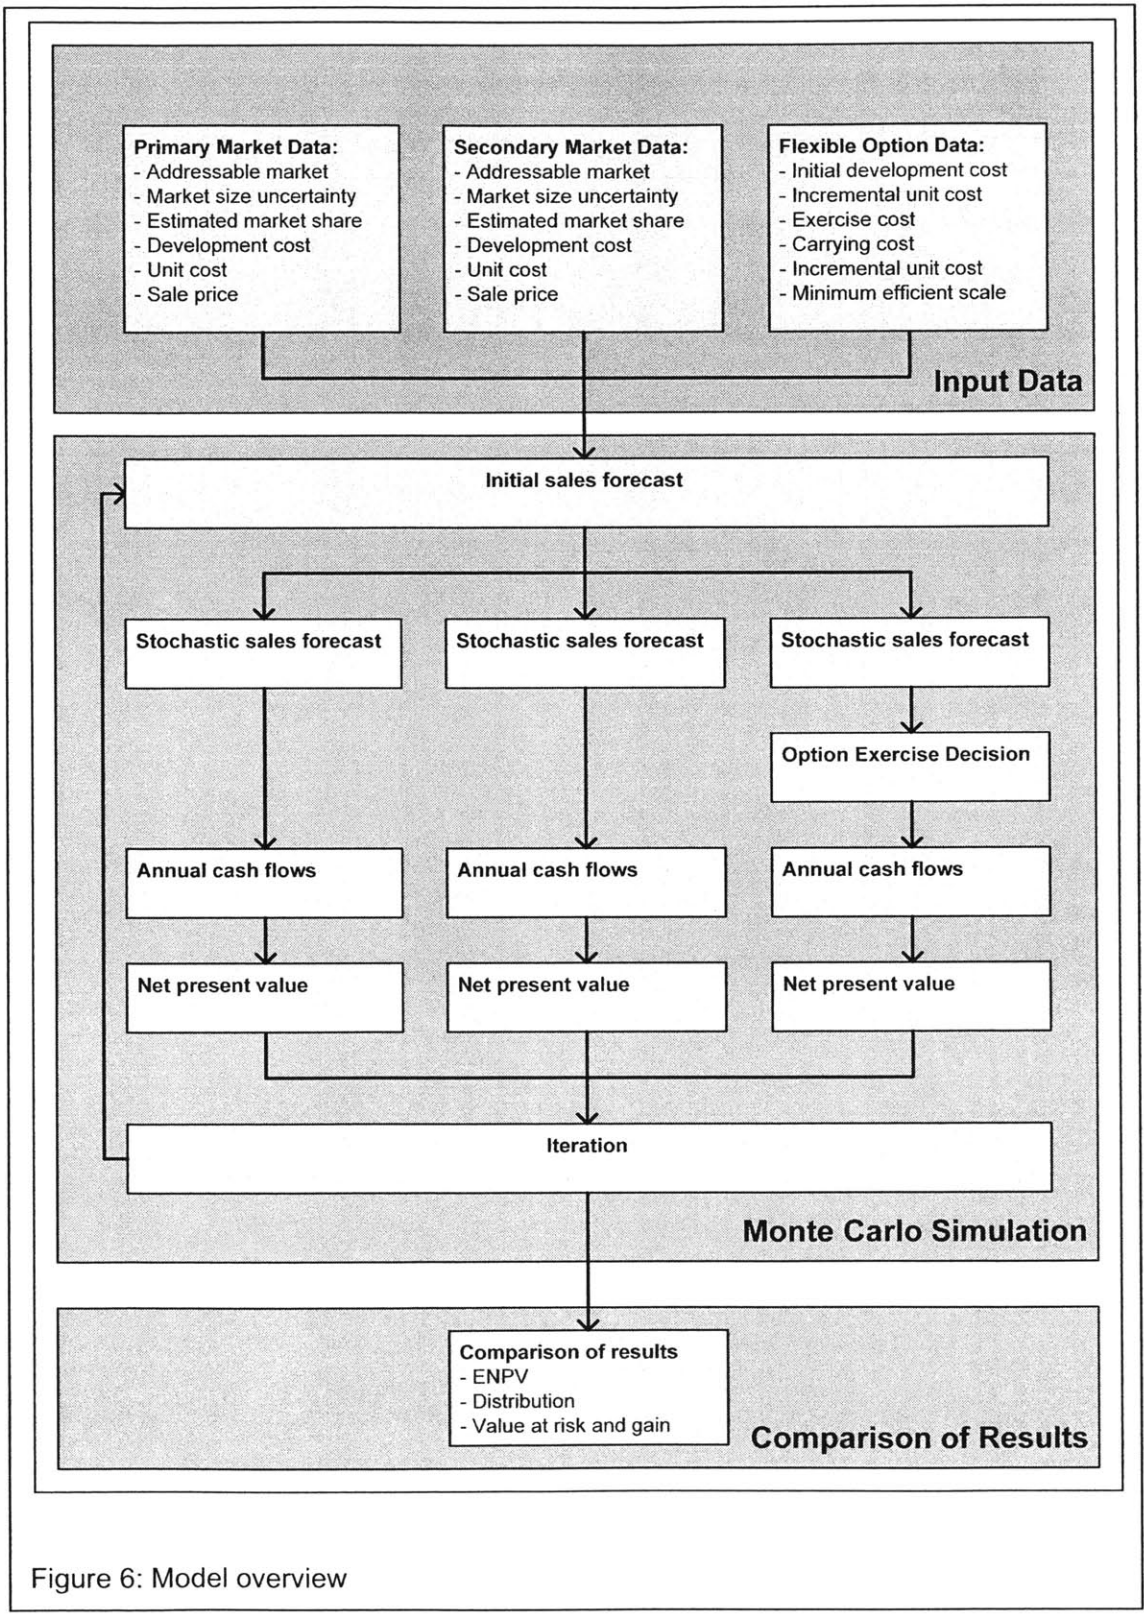 Primary Market Data:
- Addressable market
- Market size uncertainty
- Estimated market share
- Development cost
- Unit cost
- Sale price
Secondary Market Data:
- Addressable market
- Market size uncertainty
- Estimated market share
- Development cost
- Unit cost
- Sale price
Flexible Option Data:
- Initial development cost
- Incremental unit cost
- Exercise cost
- Carrying cost
- Incremental unit cost
- Minimum efficient scale
Input Data
Initial sales forecast
Stochastic sales forecast
Stochastic sales forecast
Stochastic sales forecast
Option Exercise Decision
Annual cash flows
Annual cash flows
Annual cash flows
Net present value
Net present value
Net present value
Iteration
Monte Carlo Simulation
Comparison of results
- ENPV
- Distribution
- Value at risk and gain
Comparison of Results
Figure 6: Model overview